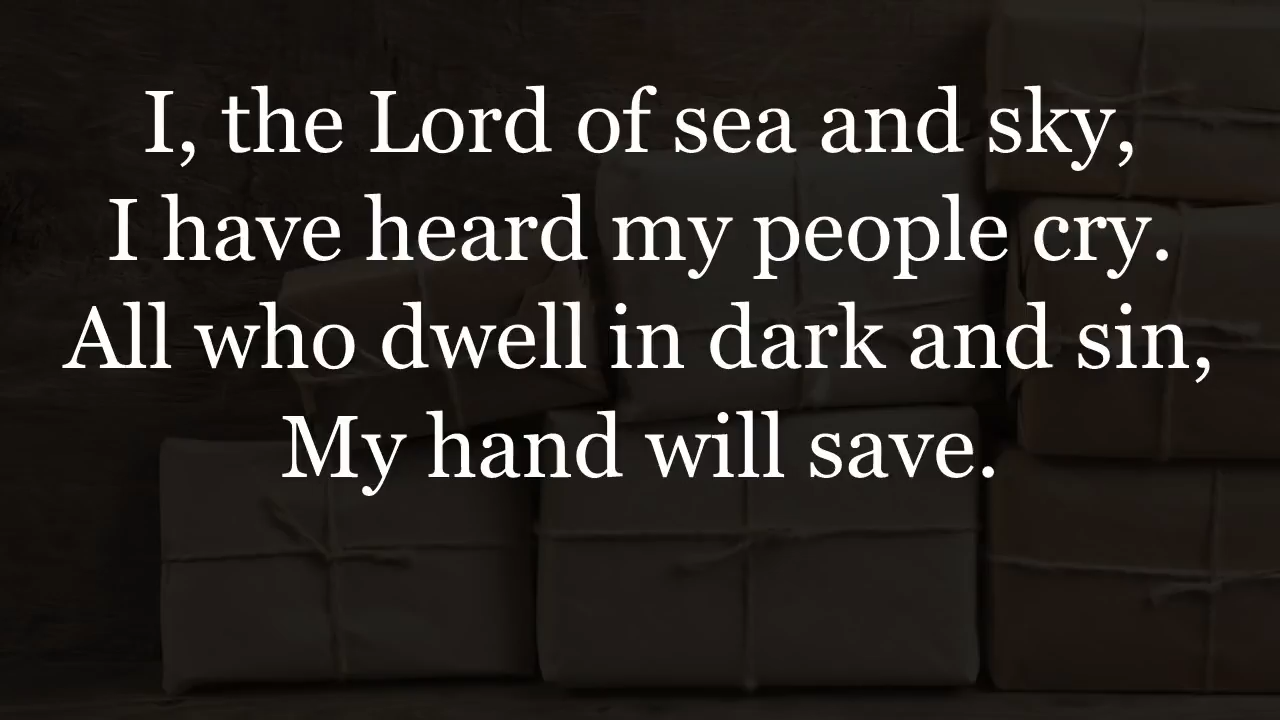 I, the Lord of sea and sky,
I have heard my people cry.
All who dwell in dark and sin,
My hand will save.